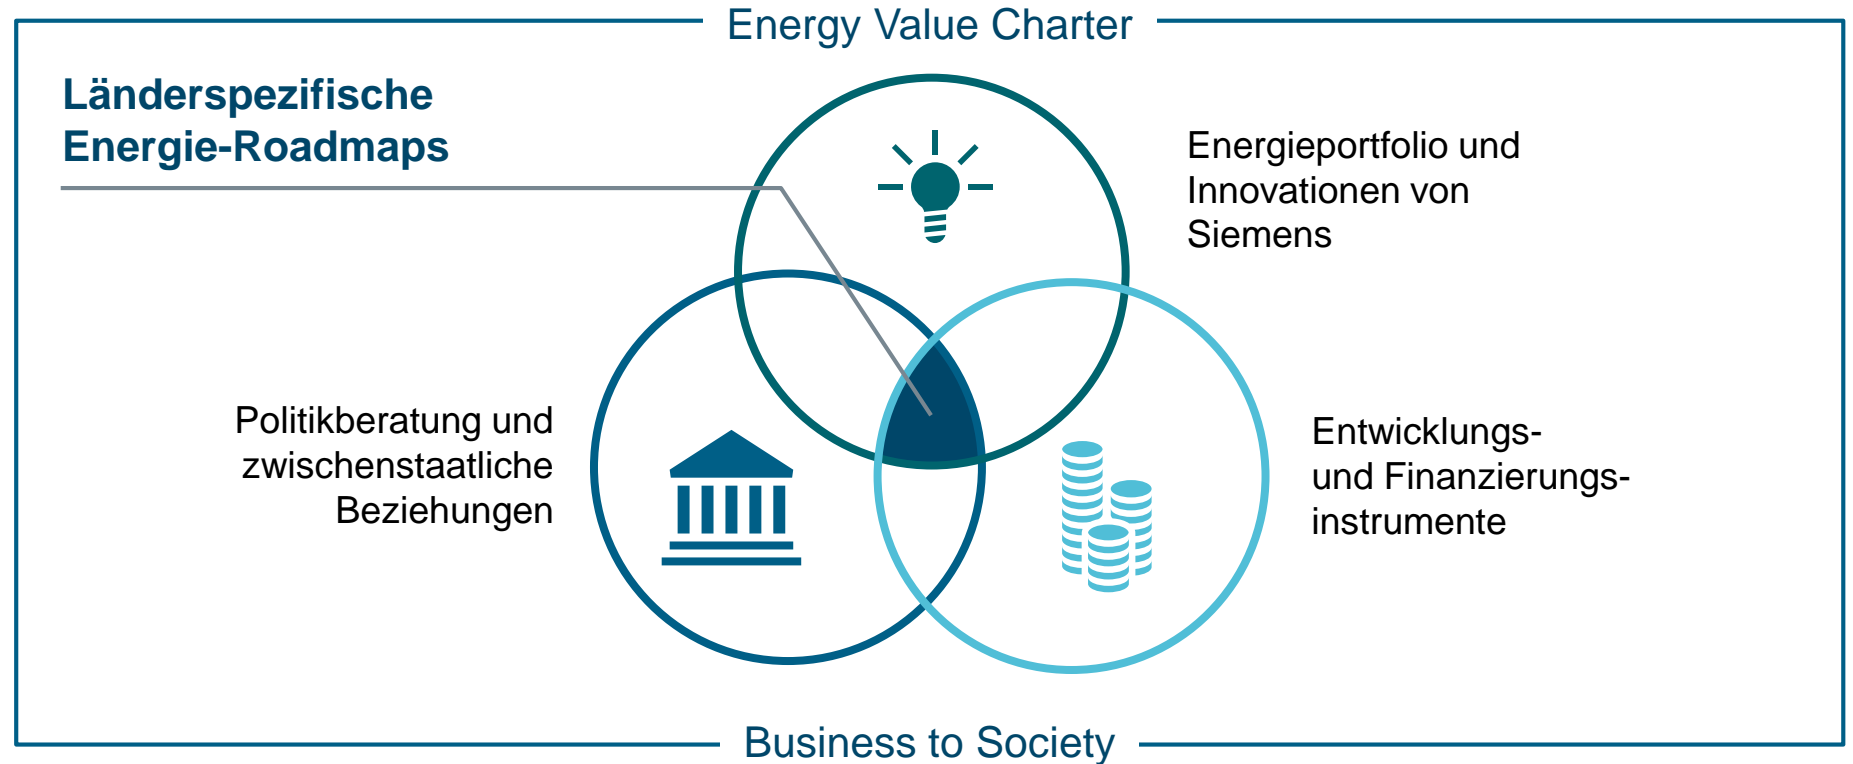 Energy Value Charter
Länderspezifische
Energie-Roadmaps
Energieportfolio und
Innovationen von
Siemens
Politikberatung und
zwischenstaatliche
Beziehungen
Entwicklungs-
und Finanzierungs-
instrumente
Business to Society